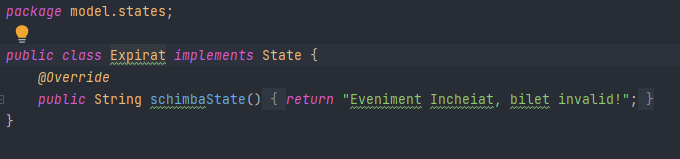 package model.states;
public class Expirat implements State {
@Override
public String schimbaState() { return "Eveniment Incheiat, bilet invalid!"; }
}